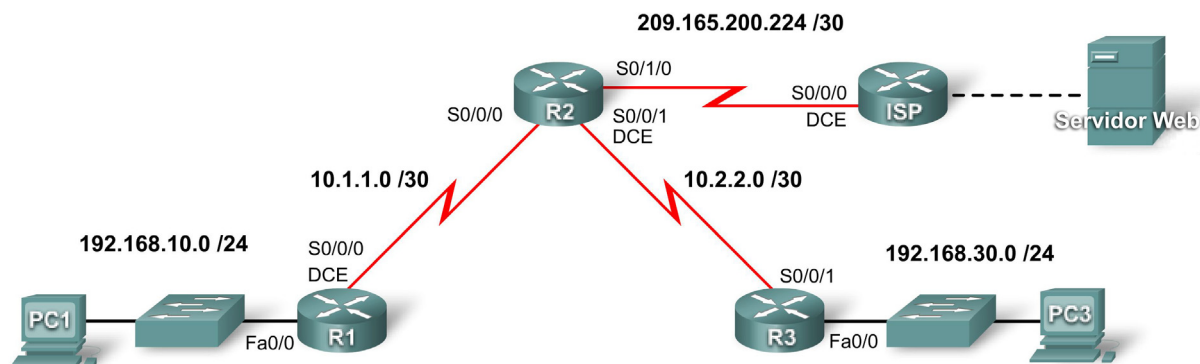 209.165.200.224 /30
S0/1/0
S0/0/0
S0/0/0
R2
ISP
S0/0/1
DCE
DCE
Servidor Web
10.1.1.0 /30
10.2.2.0 /30
192.168.10.0 /24
S0/0/0
DCE
192.168.30.0 /24
S0/0/1
PC1
R1
Fa0/0
R3
Fa0/0
PC3